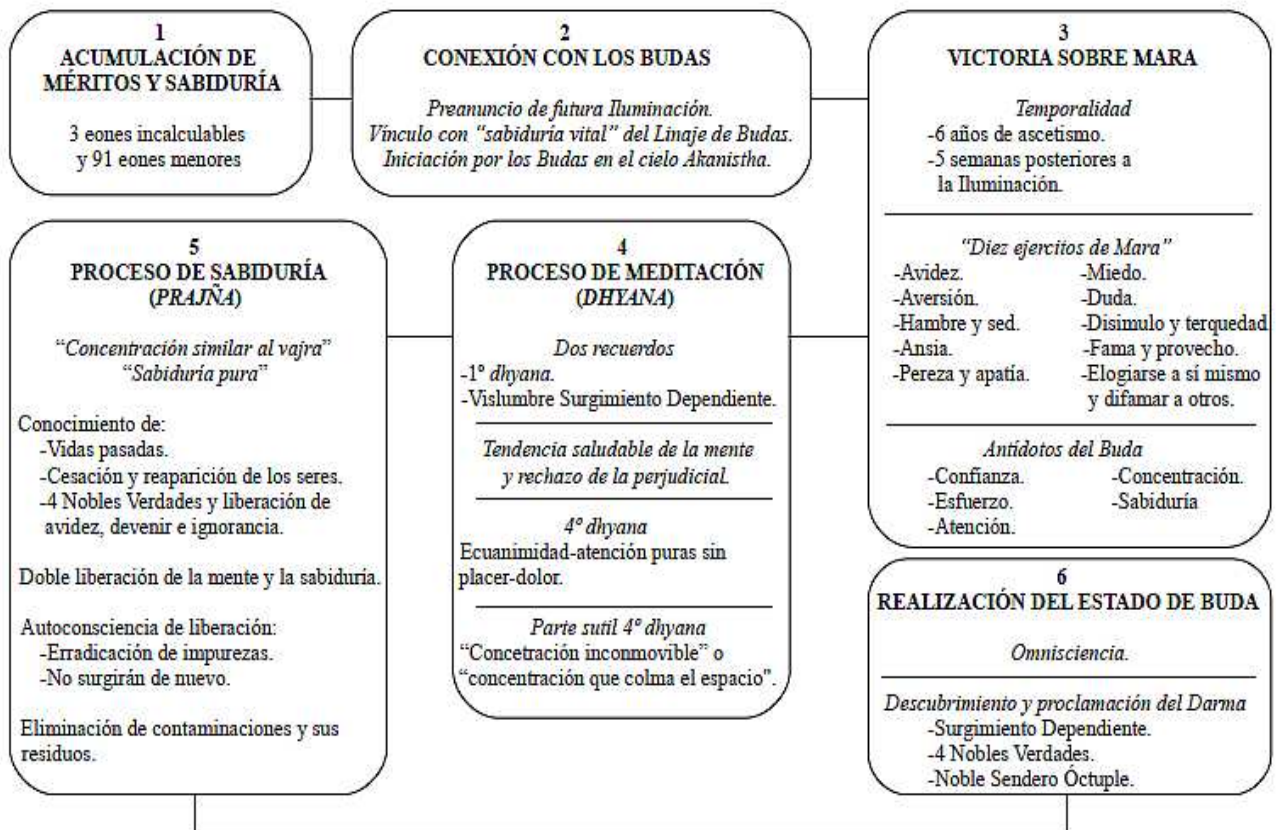 1
ACUMULACIÓN DE
MÉRITOS Y SABIDURÍA
3 eones incalculables
y 91 eones menores
2
CONEXIÓN CON LOS BUDAS
Preanuncio de futura Iluminación.
Vínculo con “sabiduría vital” del Linaje de Budas.
Iniciación por los Budas en el cielo Akanistha.
3
VICTORIA SOBRE MARA
Temporalidad
-6 años de ascetismo.
-5 semanas posteriores a
la Iluminación.
“Diez ejercitos de Mara”
-Avidez.
-Aversión.
-Hambre y sed.
-Ansia.
-Pereza y apatía.
-Miedo.
-Duda.
-Disimulo y terquedad
-Fama y provecho.
-Elogiarse a sí mismo
y difamar a otros.
Antídotos del Buda
-Confianza.
-Esfuerzo.
-Atención.
-Concentración.
-Sabiduría
4
PROCESO DE MEDITACIÓN
(DHYANA)
Dos recuerdos
-1º dhyana.
-Vislumbre Surgimiento Dependiente.
Tendencia saludable de la mente
y rechazo de la perjudicial.
4º dhyana
Ecuanimidad-atención puras sin
placer-dolor.
Parte sutil 4º dhyana
“Concetración inconmovible” o
“concentración que colma el espacio”.
5
PROCESO DE SABIDURÍA
(PRAJÑA)
“Concentración similar al vajra”
“Sabiduría pura”
Conocimiento de:
-Vidas pasadas.
-Cesación y reaparición de los seres.
-4 Nobles Verdades y liberación de
avidez, devenir e ignorancia.
Doble liberación de la mente y la sabiduría.
Autoconsciencia de liberación:
-Erradicación de impurezas.
-No surgirán de nuevo.
Eliminación de contaminaciones y sus
residuos.
6
REALIZACIÓN DEL ESTADO DE BUDA
Omnisciencia.
Descubrimiento y proclamación del Darma
-Surgimiento Dependiente.
-4 Nobles Verdades.
-Noble Sendero Óctuple.